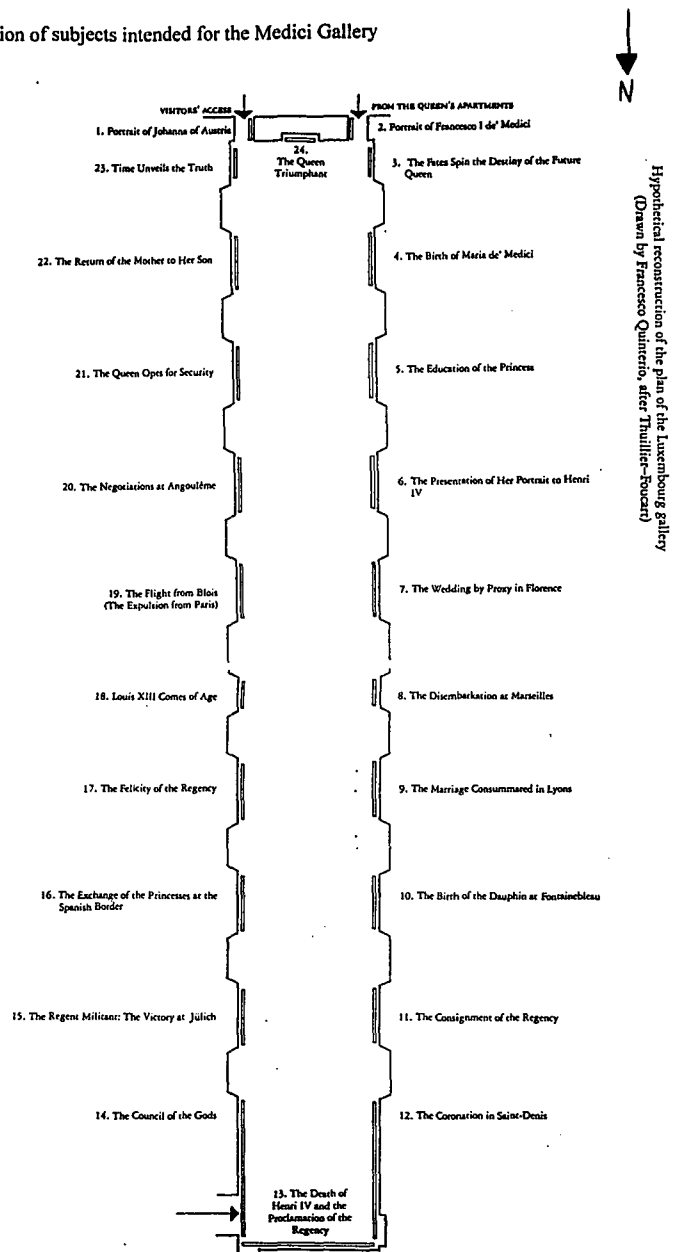 ion of subjects intended for the Medici Gallery
N
Hypothetical reconstruction of the plan of the Luxembourg gallery
(Drawn by Francesco Quinterio, after Thuillier–Foucart)
VISITORS' ACCESS
FROM THE QUEEN'S APARTMENTS
1. Portrait of Johanna of Austria
2. Portrait of Francesco I de' Medici
24.
The Queen
Triumphant
23. Time Unveils the Truth
3. The Fates Spin the Destiny of the Future
Queen
22. The Return of the Mother to Her Son
4. The Birth of Maria de' Medici
21. The Queen Opts for Security
5. The Education of the Princess
20. The Negotiations at Angoulême
6. The Presentation of Her Portrait to Henri
IV
19. The Flight from Blois
(The Expulsion from Paris)
7. The Wedding by Proxy in Florence
18. Louis XIII Comes of Age
8. The Disembarkation at Marseilles
17. The Felicity of the Regency
9. The Marriage Consummated in Lyons
16. The Exchange of the Princesses at the
Spanish Border
10. The Birth of the Dauphin at Fontainebleau
15. The Regent Militant: The Victory at Jülich
11. The Consignment of the Regency
14. The Council of the Gods
12. The Coronation in Saint-Denis
13. The Death of
Henri IV and the
Proclamation of the
Regency